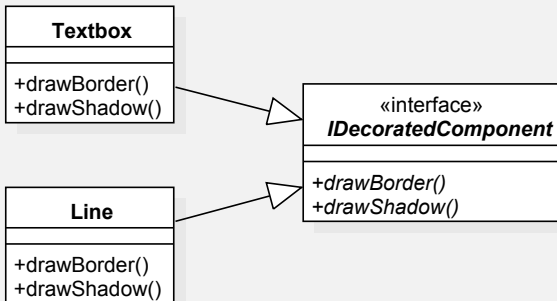 Textbox
+drawBorder()
+drawShadow()
«interface»
IDecoratedComponent
+drawBorder()
+drawShadow()
Line
+drawBorder()
+drawShadow()